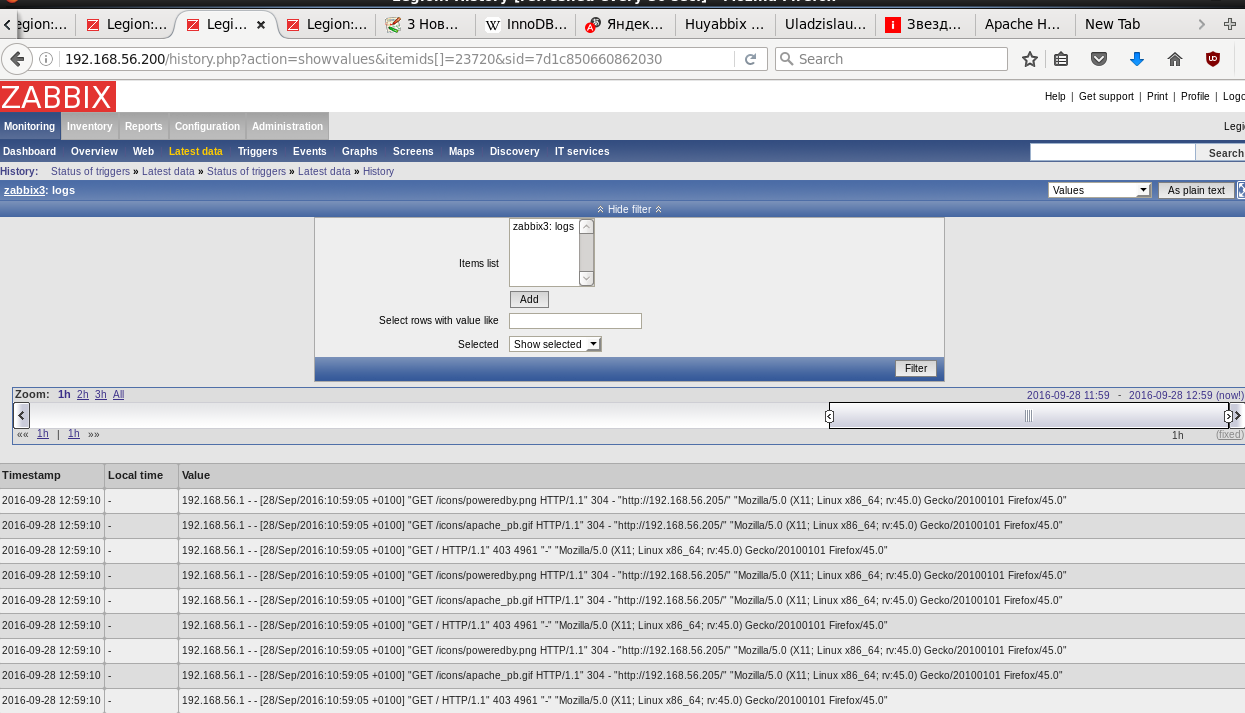 Legion: History [refreshed every 30 sec.] - Mozilla Firefox
egion:... Legion:... Legi... Legion:... 3 Нов... InnoDB... Яндек... Huyabbix ... Uladzislau... Звезд... Apache H... New Tab
192.168.56.200/history.php?action=showvalues&itemids[]=23720&sid=7d1c850660862030 Search
ZABBIX
Help | Get support | Print | Profile | Logo
Monitoring Inventory Reports Configuration Administration Legi
Dashboard Overview Web Latest data Triggers Events Graphs Screens Maps Discovery IT services Search
History: Status of triggers » Latest data » Status of triggers » Latest data » History
zabbix3: logs Values As plain text
Hide filter
zabbix3: logs
Items list
Add
Select rows with value like
Selected Show selected
Filter
Zoom: 1h 2h 3h All 2016-09-28 11:59 - 2016-09-28 12:59 (now!)
«« 1h | 1h »» 1h (fixed)
Timestamp Local time Value
2016-09-28 12:59:10 - 192.168.56.1 - - [28/Sep/2016:10:59:05 +0100] "GET /icons/poweredby.png HTTP/1.1" 304 - "http://192.168.56.205/" "Mozilla/5.0 (X11; Linux x86_64; rv:45.0) Gecko/20100101 Firefox/45.0"
2016-09-28 12:59:10 - 192.168.56.1 - - [28/Sep/2016:10:59:05 +0100] "GET /icons/apache_pb.gif HTTP/1.1" 304 - "http://192.168.56.205/" "Mozilla/5.0 (X11; Linux x86_64; rv:45.0) Gecko/20100101 Firefox/45.0"
2016-09-28 12:59:10 - 192.168.56.1 - - [28/Sep/2016:10:59:05 +0100] "GET / HTTP/1.1" 403 4961 "-" "Mozilla/5.0 (X11; Linux x86_64; rv:45.0) Gecko/20100101 Firefox/45.0"
2016-09-28 12:59:10 - 192.168.56.1 - - [28/Sep/2016:10:59:05 +0100] "GET /icons/poweredby.png HTTP/1.1" 304 - "http://192.168.56.205/" "Mozilla/5.0 (X11; Linux x86_64; rv:45.0) Gecko/20100101 Firefox/45.0"
2016-09-28 12:59:10 - 192.168.56.1 - - [28/Sep/2016:10:59:05 +0100] "GET /icons/apache_pb.gif HTTP/1.1" 304 - "http://192.168.56.205/" "Mozilla/5.0 (X11; Linux x86_64; rv:45.0) Gecko/20100101 Firefox/45.0"
2016-09-28 12:59:10 - 192.168.56.1 - - [28/Sep/2016:10:59:05 +0100] "GET / HTTP/1.1" 403 4961 "-" "Mozilla/5.0 (X11; Linux x86_64; rv:45.0) Gecko/20100101 Firefox/45.0"
2016-09-28 12:59:10 - 192.168.56.1 - - [28/Sep/2016:10:59:05 +0100] "GET /icons/poweredby.png HTTP/1.1" 304 - "http://192.168.56.205/" "Mozilla/5.0 (X11; Linux x86_64; rv:45.0) Gecko/20100101 Firefox/45.0"
2016-09-28 12:59:10 - 192.168.56.1 - - [28/Sep/2016:10:59:05 +0100] "GET /icons/apache_pb.gif HTTP/1.1" 304 - "http://192.168.56.205/" "Mozilla/5.0 (X11; Linux x86_64; rv:45.0) Gecko/20100101 Firefox/45.0"
2016-09-28 12:59:10 - 192.168.56.1 - - [28/Sep/2016:10:59:05 +0100] "GET / HTTP/1.1" 403 4961 "-" "Mozilla/5.0 (X11; Linux x86_64; rv:45.0) Gecko/20100101 Firefox/45.0"